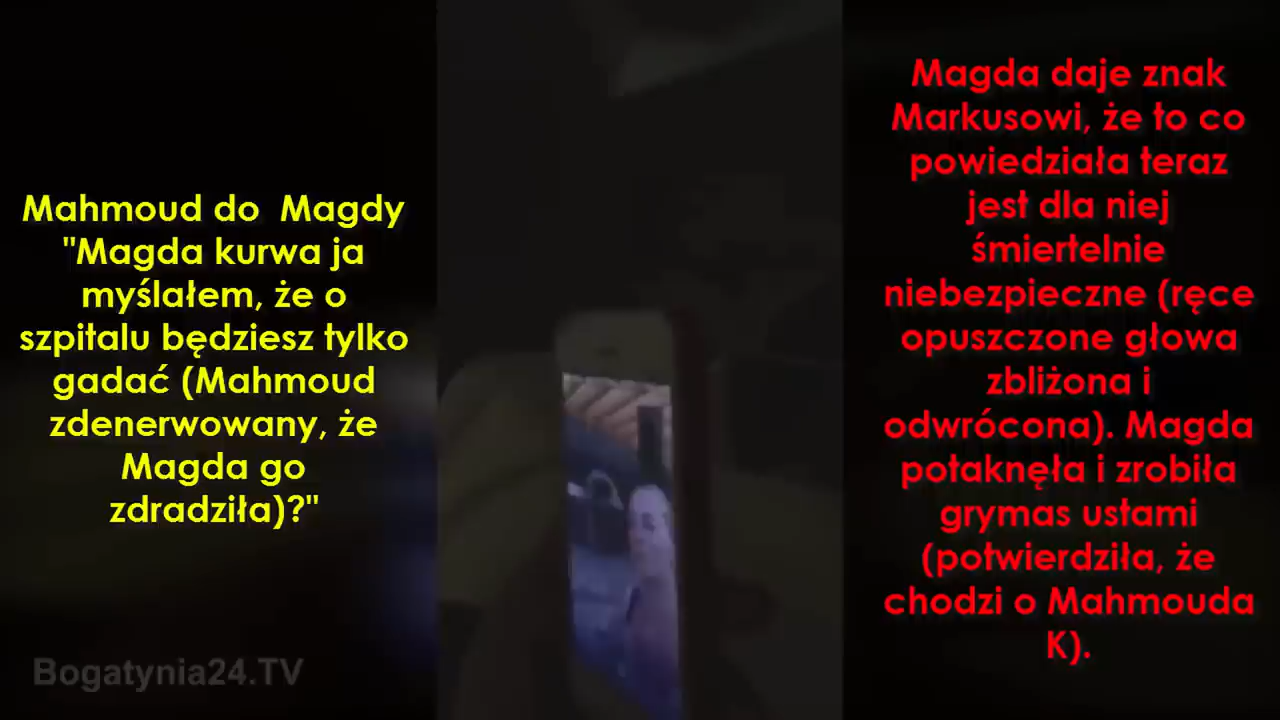 Mahmoud do Magdy
"Magda kurwa ja
myślałem, że o
szpitalu będziesz tylko
gadać (Mahmoud
zdenerwowany, że
Magda go
zdradziła)?"
Magda daje znak
Markusowi, że to co
powiedziała teraz
jest dla niej
śmiertelnie
niebezpieczne (ręce
opuszczone głowa
zbliżona i
odwrócona). Magda
potaknęła i zrobiła
grymas ustami
(potwierdziła, że
chodzi o Mahmouda
K).
Bogatynia24.TV